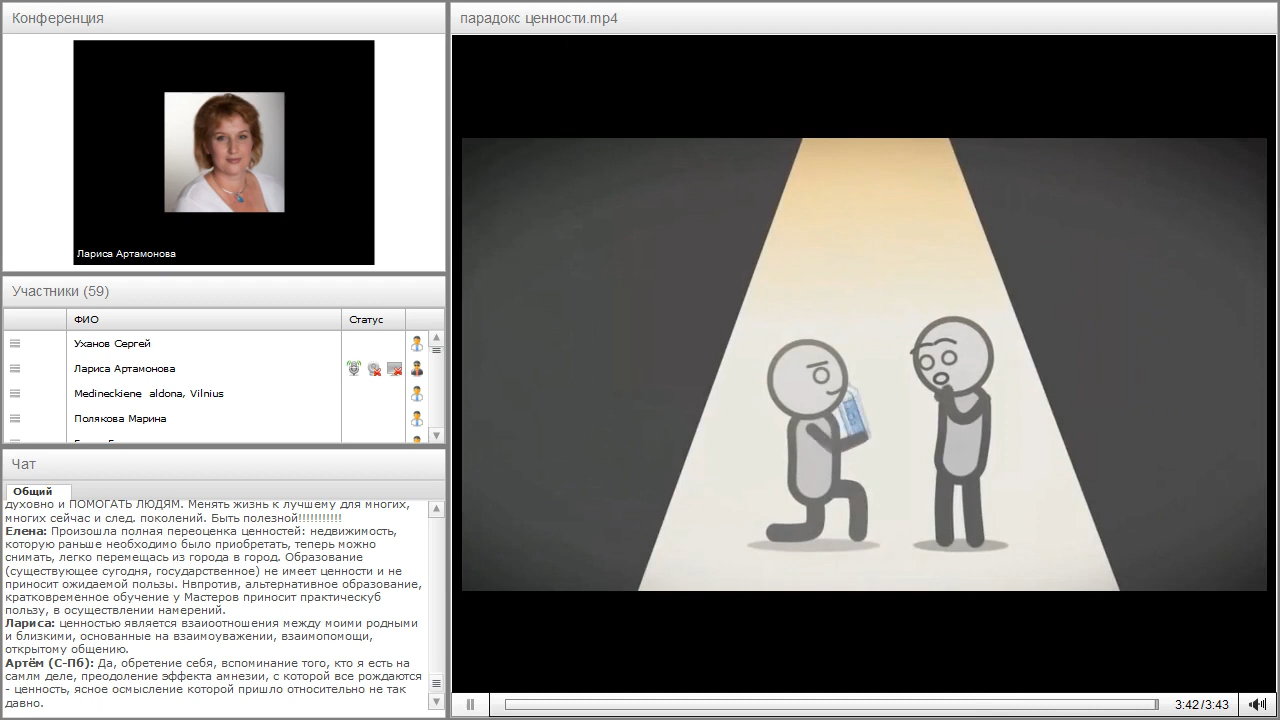 Конференция
Лариса Артамонова
Участники (59)
ФИО
Статус
Уханов Сергей
Лариса Артамонова
Medineckiene aldona, Vilnius
Полякова Марина
Чат
Общий
духовно и ПОМОГАТЬ ЛЮДЯМ. Менять жизнь к лучшему для многих,
многих сейчас и след. поколений. Быть полезной!!!!!!!!!!!
Елена: Произошла полная переоценка ценностей: недвижимость,
которую раньше необходимо было приобретать, теперь можно
снимать, легко перемещась из города в город. Образование
(существующее сугодня, государственное) не имеет ценности и не
приносит ожидаемой пользы. Невпротив, альтернативное образование,
кратковременное обучение у Мастеров приносит практическуб
пользу, в осуществлении намерений.
Лариса: ценностью является взаиоотношения между моими родными
и близкими, основанные на взаимоуважении, взаимопомощи,
открытому общению.
Артём (С-Пб): Да, обретение себя, вспоминание того, кто я есть на
самлм деле, преодоление эффекта амнезии, с которой все рождаются
- ценность, ясное осмысление которой пришло относительно не так
давно.
парадокс ценности.mp4
3:42/3:43